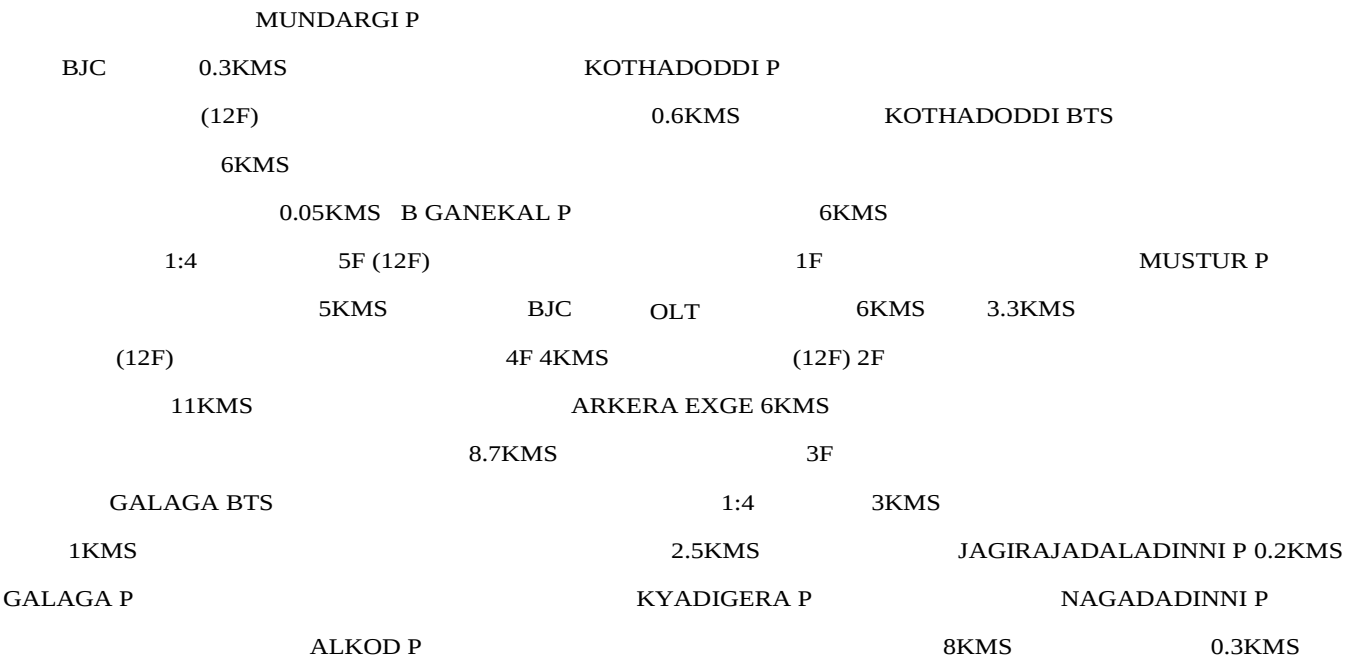 MUNDARGI P
BJC 0.3KMS KOTHADODDI P
(12F) 0.6KMS KOTHADODDI BTS
6KMS
0.05KMS B GANEKAL P 6KMS
1:4 5F (12F) 1F MUSTUR P
5KMS BJC OLT 6KMS 3.3KMS
(12F) 4F 4KMS (12F) 2F
11KMS ARKERA EXGE 6KMS
8.7KMS 3F
GALAGA BTS 1:4 3KMS
1KMS 2.5KMS JAGIRAJADALADINNI P 0.2KMS
GALAGA P KYADIGERA P NAGADADINNI P
ALKOD P 8KMS 0.3KMS